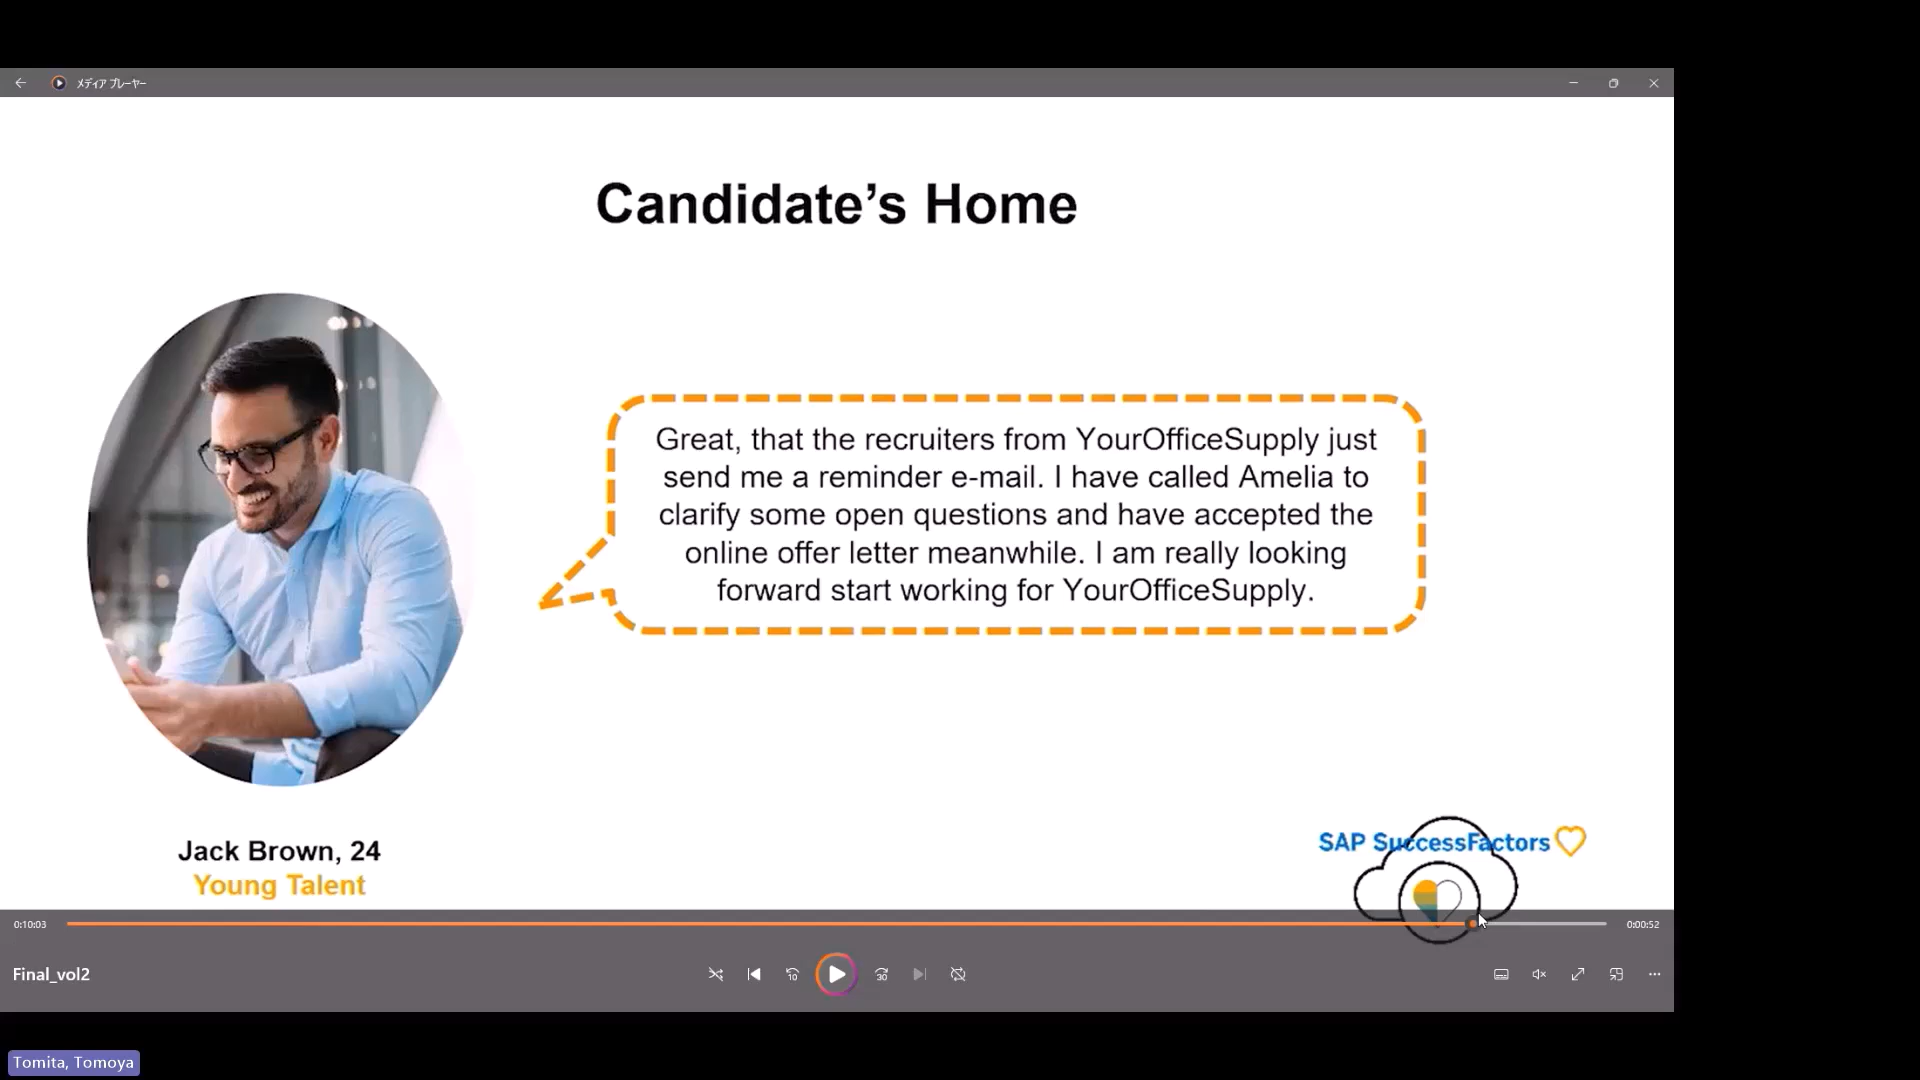 メディア プレーヤー
Candidate’s Home
Great, that the recruiters from YourOfficeSupply just
send me a reminder e-mail. I have called Amelia to
clarify some open questions and have accepted the
online offer letter meanwhile. I am really looking
forward start working for YourOfficeSupply.
Jack Brown, 24
Young Talent
SAP SuccessFactors
0:10:03
0:00:52
Final_vol2
10
30
Tomita, Tomoya